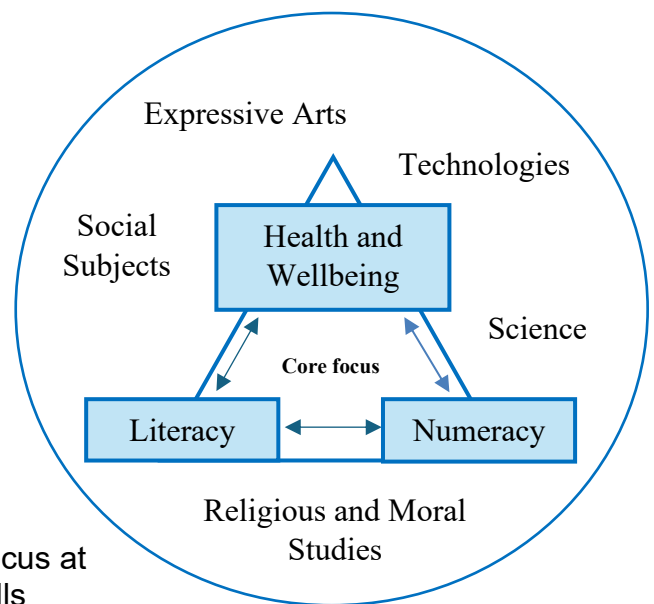 Expressive Arts
Technologies
Social
Subjects
Health and
Wellbeing
Science
Core focus
Literacy
Numeracy
Religious and Moral
Studies